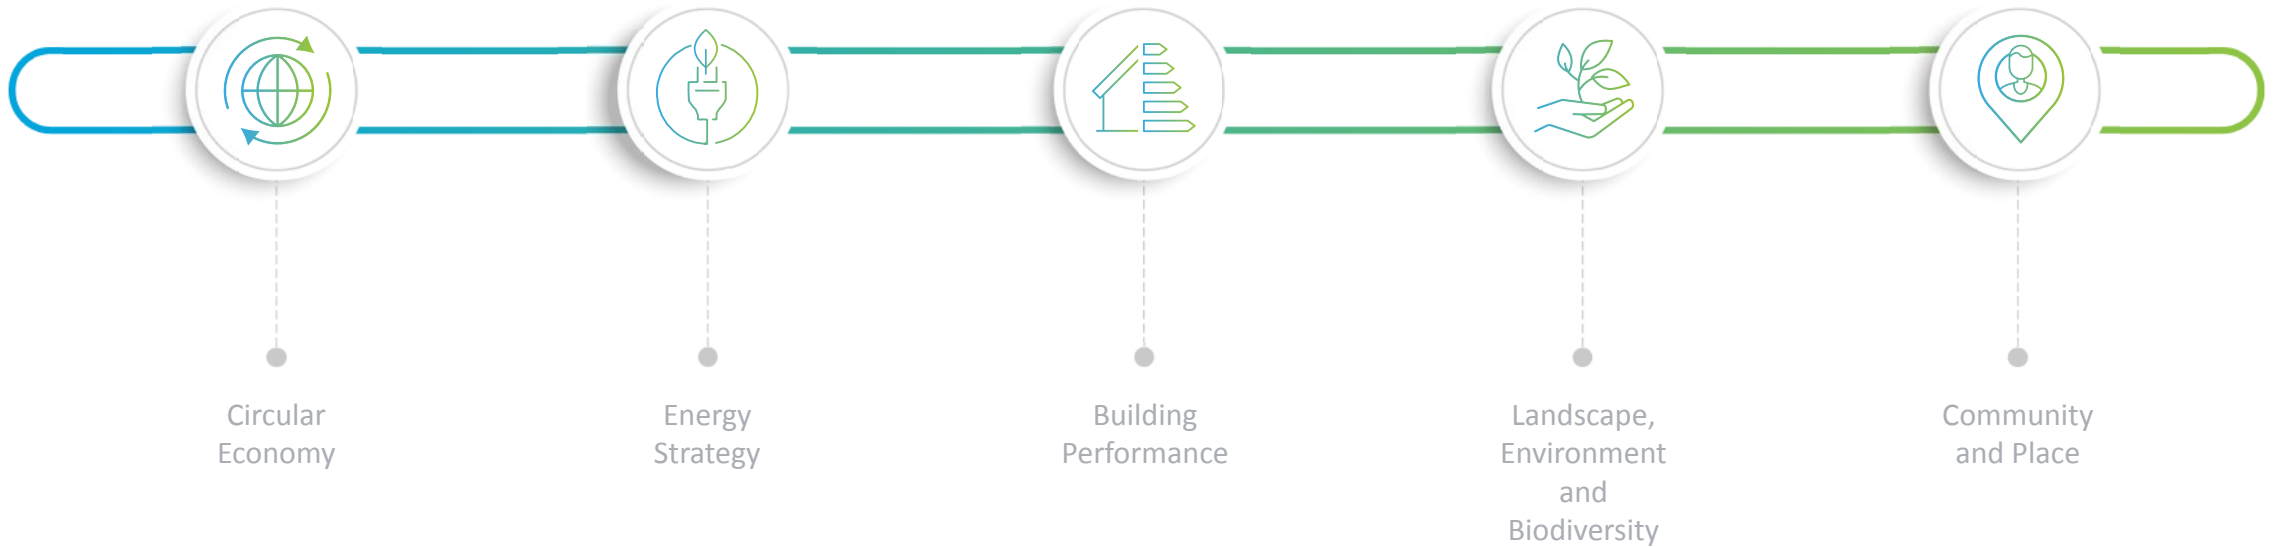 Circular
Economy
Energy
Strategy
Building
Performance
Landscape,
Environment
and
Biodiversity
Community
and Place